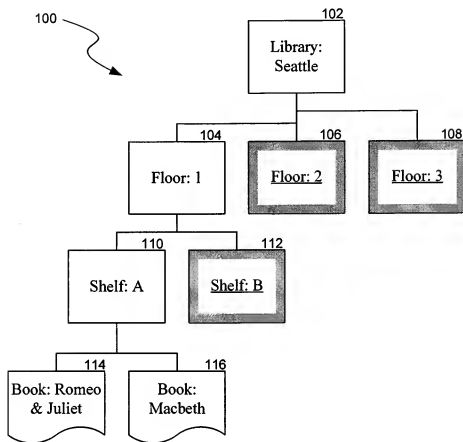 100
102
Library:
Seattle
104
106
108
Floor: 1
Floor: 2
Floor: 3
110
112
Shelf: A
Shelf: B
114
116
Book: Romeo
& Juliet
Book:
Macbeth